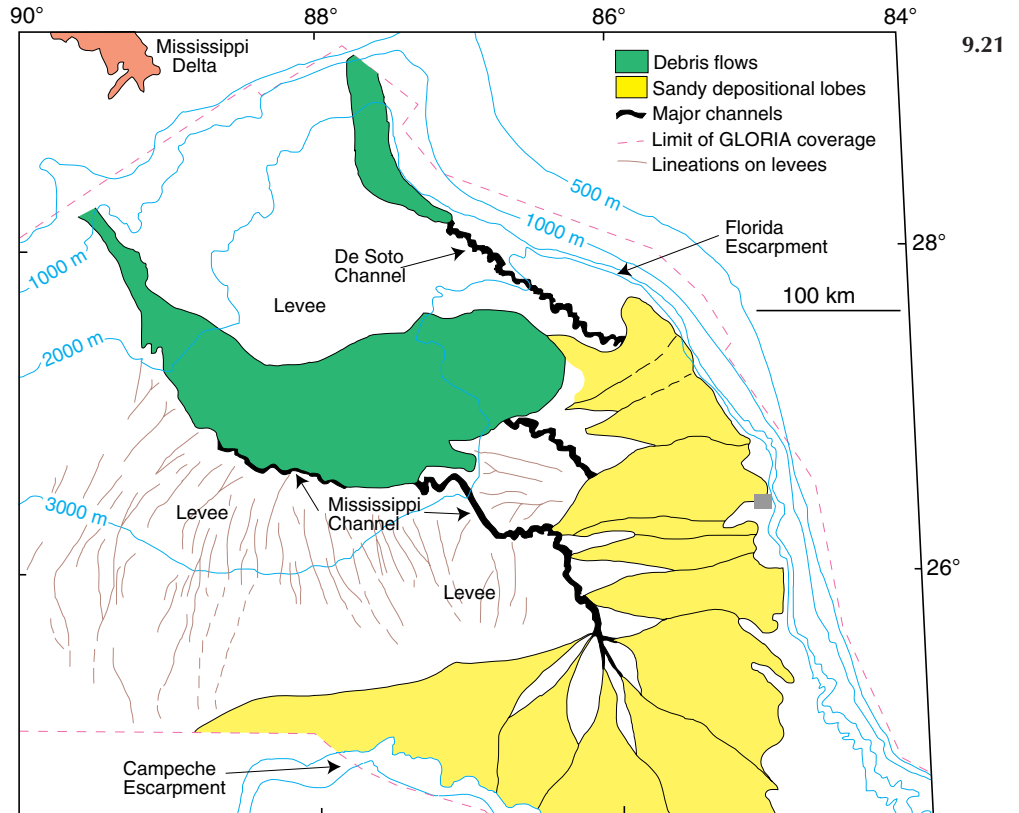 90°
88°
86°
84°
9.21
Mississippi
Delta
Debris flows
Sandy depositional lobes
Major channels
Limit of GLORIA coverage
Lineations on levees
500 m
1000 m
Florida
Escarpment
28°
De Soto
Channel
1000 m
Levee
100 km
2000 m
3000 m
Levee
Mississippi
Channel
Levee
26°
Campeche
Escarpment